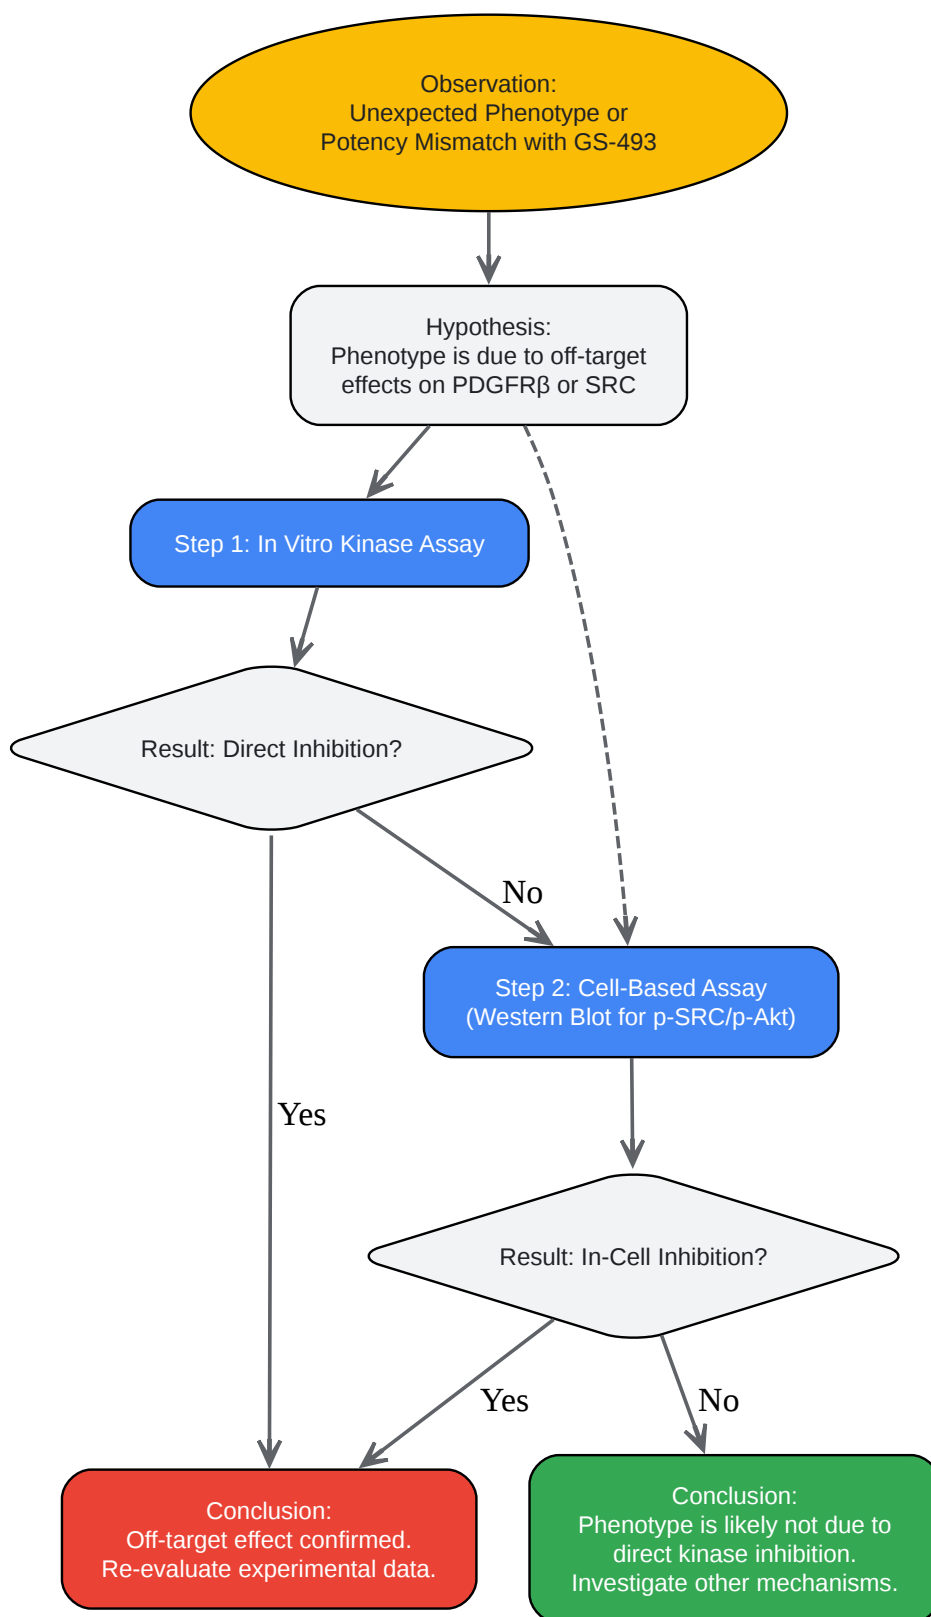 Observation:
Unexpected Phenotype or
Potency Mismatch with GS-493
Hypothesis:
Phenotype is due to off-target
effects on PDGFRβ or SRC
Step 1: In Vitro Kinase Assay
Result: Direct Inhibition?
No
Step 2: Cell-Based Assay
(Western Blot for p-SRC/p-Akt)
Yes
Result: In-Cell Inhibition?
Yes
No
Conclusion:
Off-target effect confirmed.
Re-evaluate experimental data.
Conclusion:
Phenotype is likely not due to
direct kinase inhibition.
Investigate other mechanisms.